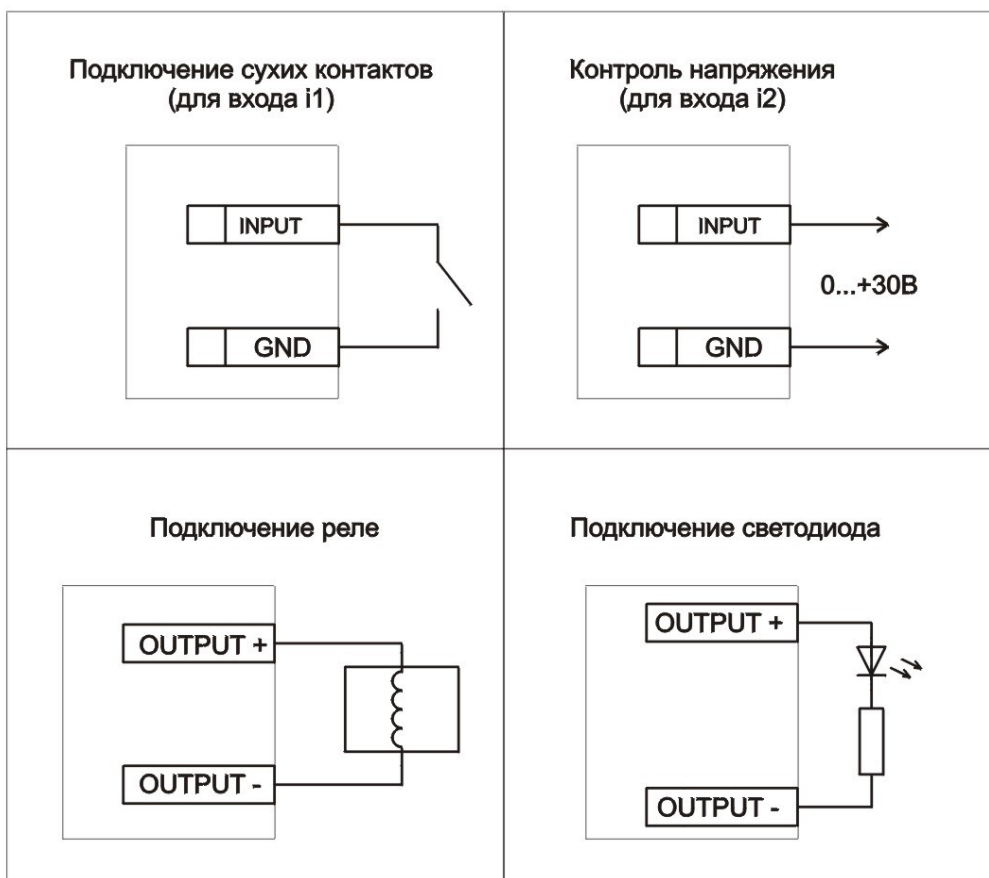 Подключение сухих контактов
(для входа i1)
INPUT
GND
Контроль напряжения
(для входа i2)
INPUT
0...+30В
GND
Подключение реле
OUTPUT +
OUTPUT -
Подключение светодиода
OUTPUT +
OUTPUT -